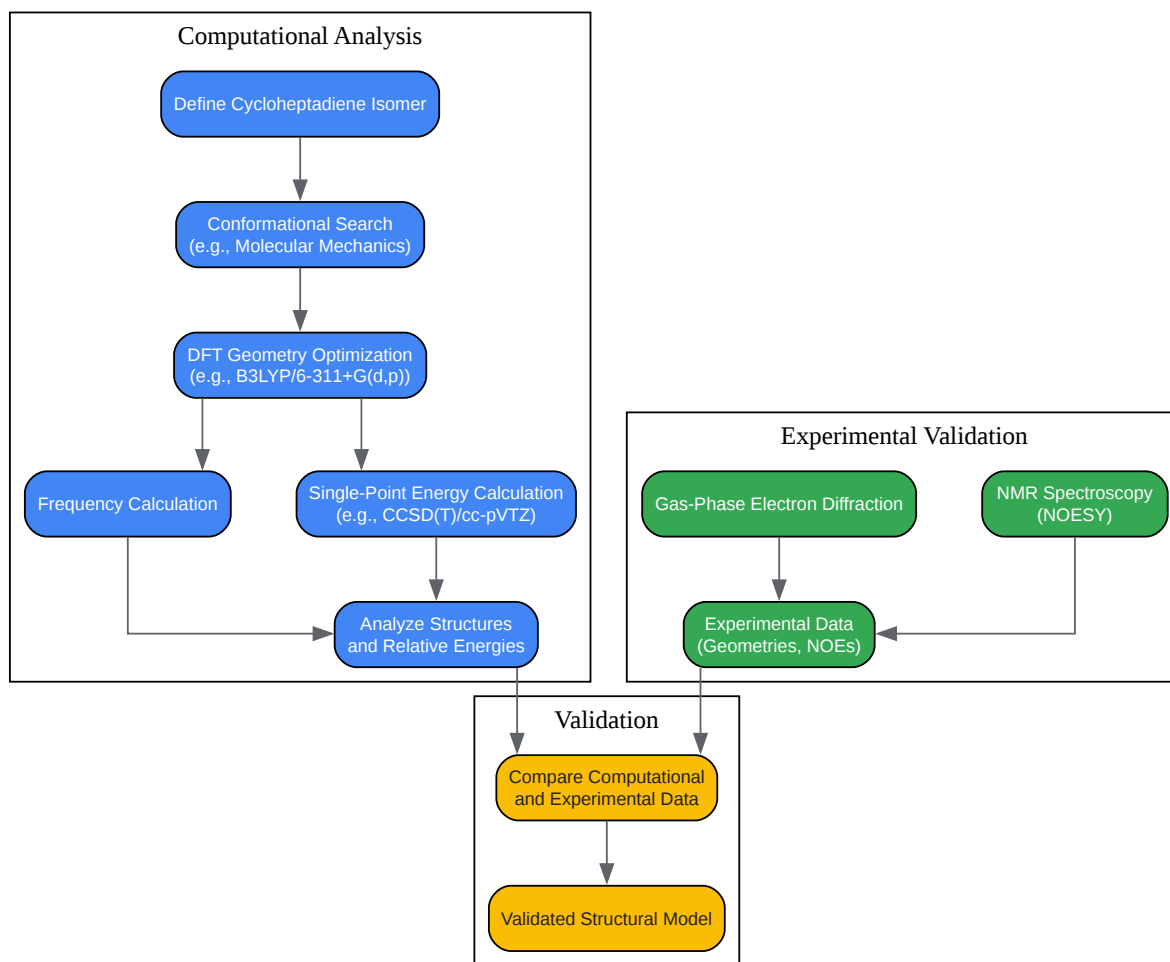 Computational Analysis
Define Cycloheptadiene Isomer
Conformational Search
(e.g., Molecular Mechanics)
DFT Geometry Optimization
(e.g., B3LYP/6-311+G(d,p))
Frequency Calculation
Single-Point Energy Calculation
(e.g., CCSD(T)/cc-pVTZ)
Analyze Structures
and Relative Energies
Experimental Validation
Gas-Phase Electron Diffraction
NMR Spectroscopy
(NOESY)
Experimental Data
(Geometries, NOEs)
Validation
Compare Computational
and Experimental Data
Validated Structural Model